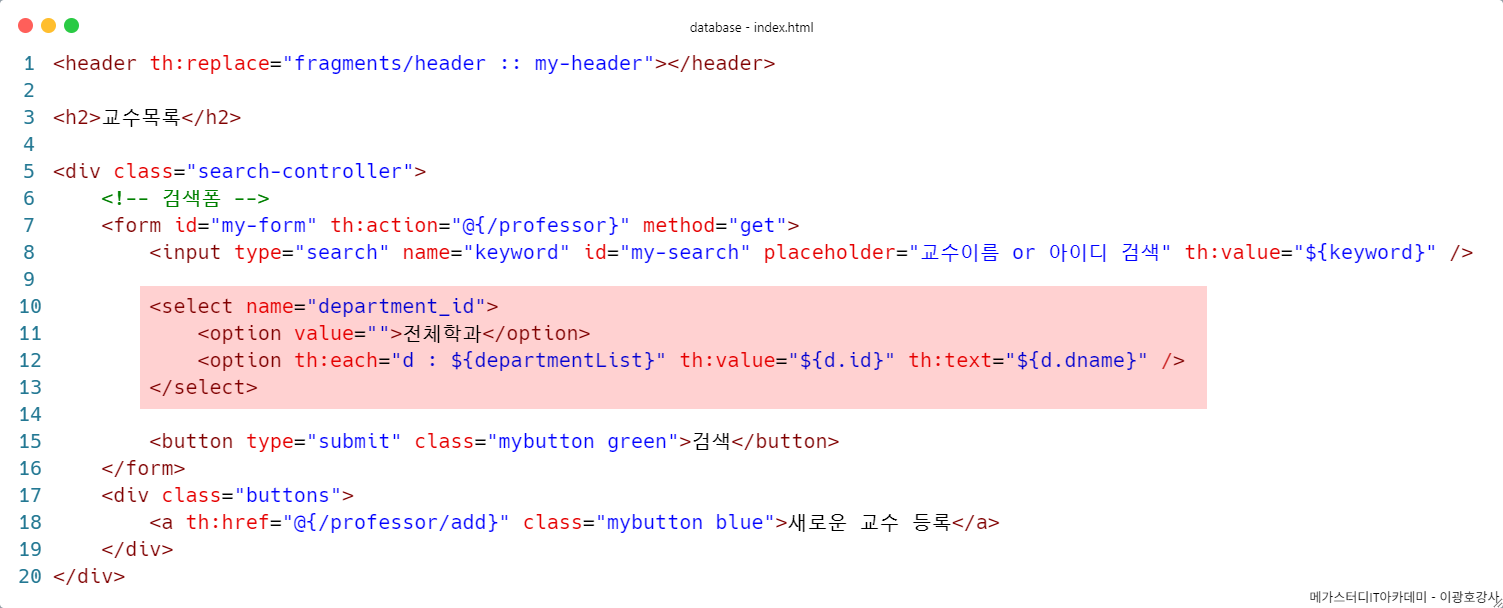 database - index.html
1 <header th:replace="fragments/header :: my-header"></header>
2
3 <h2>교수목록</h2>
4
5 <div class="search-controller">
6     <!-- 검색폼 -->
7     <form id="my-form" th:action="@{/professor}" method="get">
8         <input type="search" name="keyword" id="my-search" placeholder="교수이름 or 아이디 검색" th:value="${keyword}" />
9
10         <select name="department_id">
11             <option value="">전체학과</option>
12             <option th:each="d : ${departmentList}" th:value="${d.id}" th:text="${d.dname}" />
13         </select>
14
15         <button type="submit" class="mybutton green">검색</button>
16     </form>
17     <div class="buttons">
18         <a th:href="@{/professor/add}" class="mybutton blue">새로운 교수 등록</a>
19     </div>
20 </div>
메가스터디IT아카데미 - 이광호강사